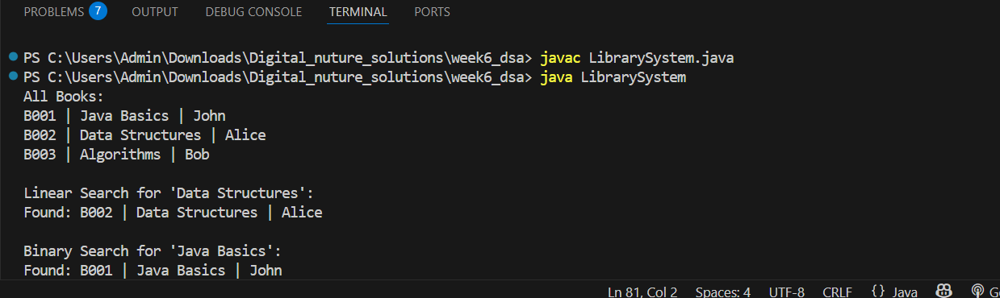 PROBLEMS 7 OUTPUT DEBUG CONSOLE TERMINAL PORTS
PS C:\Users\Admin\Downloads\Digital_nuture_solutions\week6_dsa> javac LibrarySystem.java
PS C:\Users\Admin\Downloads\Digital_nuture_solutions\week6_dsa> java LibrarySystem
All Books:
B001 | Java Basics | John
B002 | Data Structures | Alice
B003 | Algorithms | Bob
Linear Search for 'Data Structures':
Found: B002 | Data Structures | Alice
Binary Search for 'Java Basics':
Found: B001 | Java Basics | John
Ln 81, Col 2 Spaces: 4 UTF-8 CRLF {} Java